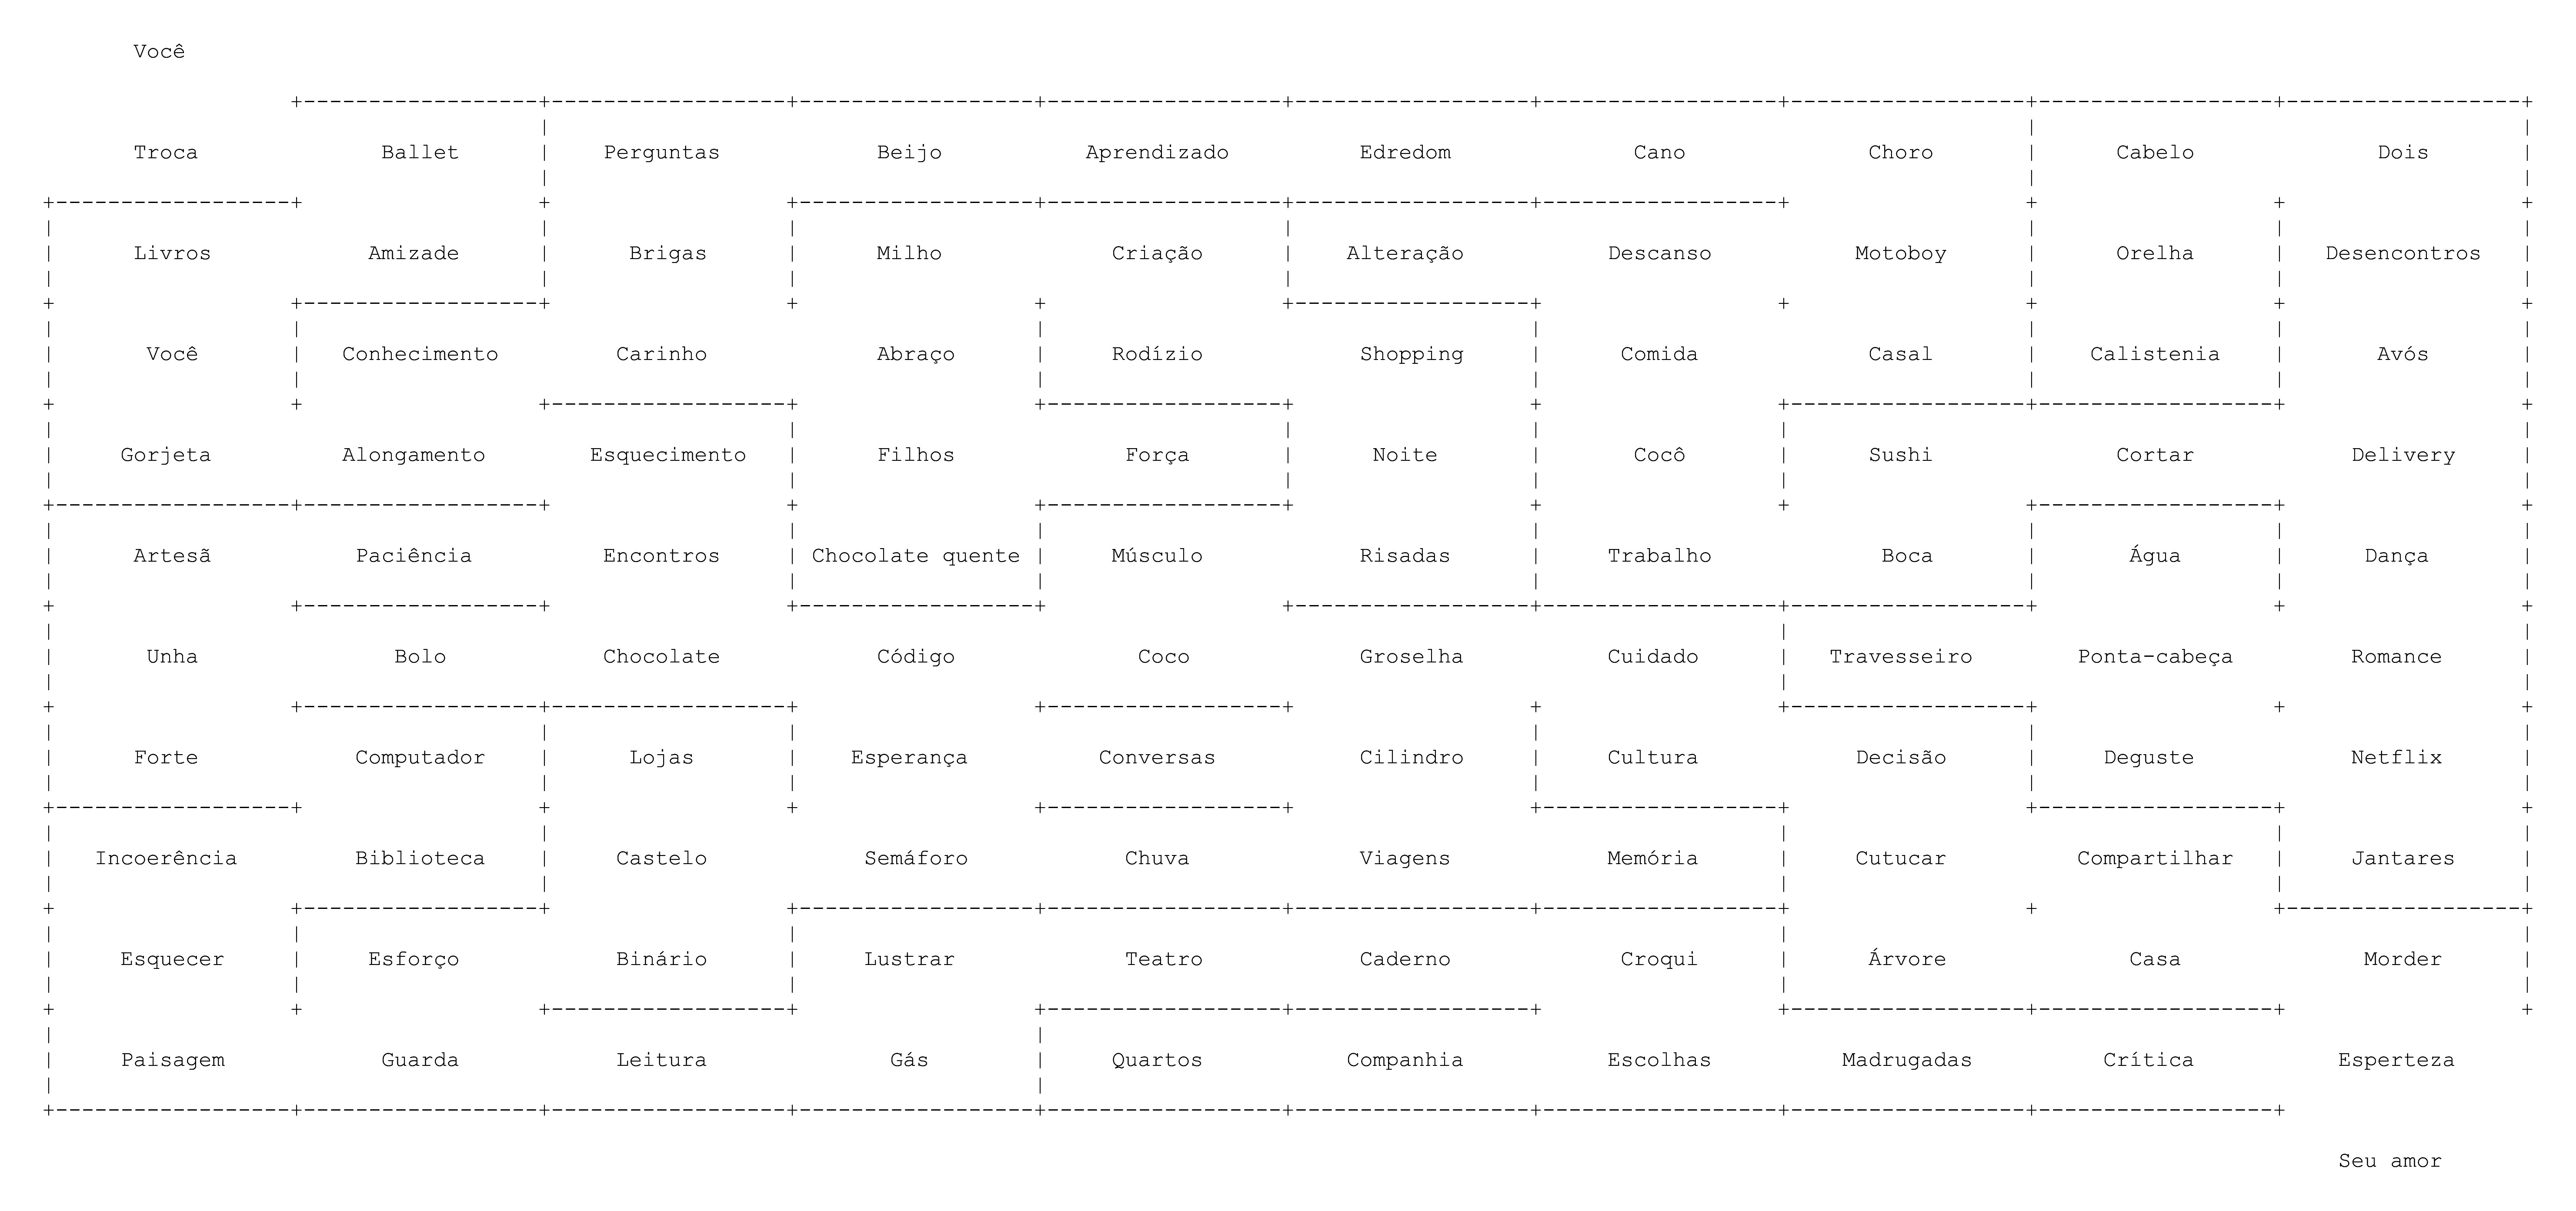 Você
Troca Ballet Perguntas Beijo Aprendizado Edredom Cano Choro Cabelo Dois
Livros Amizade Brigas Milho Criação Alteração Descanso Motoboy Orelha Desencontros
Você Conhecimento Carinho Abraço Rodízio Shopping Comida Casal Calistenia Avós
Gorjeta Alongamento Esquecimento Filhos Força Noite Cocô Sushi Cortar Delivery
Artesã Paciência Encontros Chocolate quente Músculo Risadas Trabalho Boca Água Dança
Unha Bolo Chocolate Código Coco Groselha Cuidado Travesseiro Ponta-cabeça Romance
Forte Computador Lojas Esperança Conversas Cilindro Cultura Decisão Deguste Netflix
Incoerência Biblioteca Castelo Semáforo Chuva Viagens Memória Cutucar Compartilhar Jantares
Esquecer Esforço Binário Lustrar Teatro Caderno Croqui Árvore Casa Morder
Paisagem Guarda Leitura Gás Quartos Companhia Escolhas Madrugadas Crítica Esperteza
Seu amor